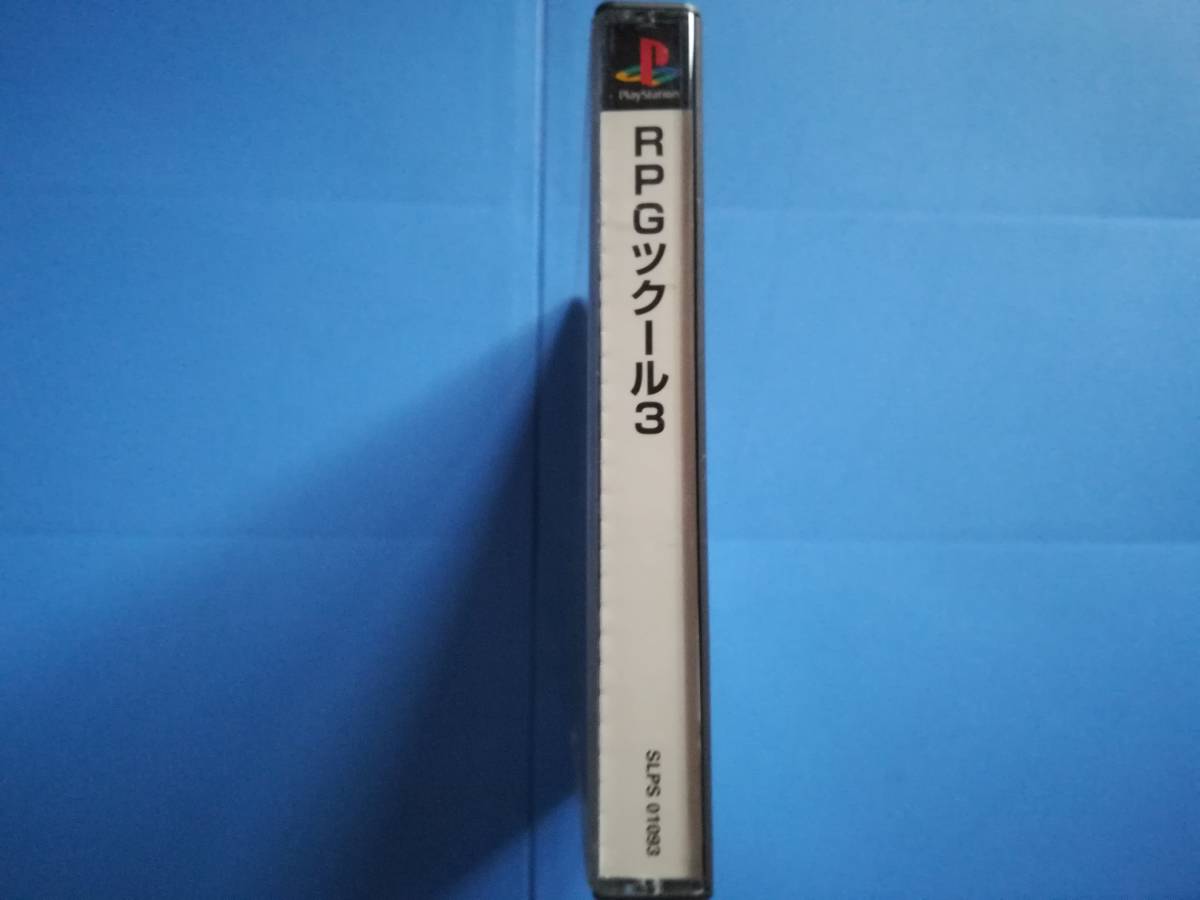 PlayStation
RPGツクール3
SLPS 01093